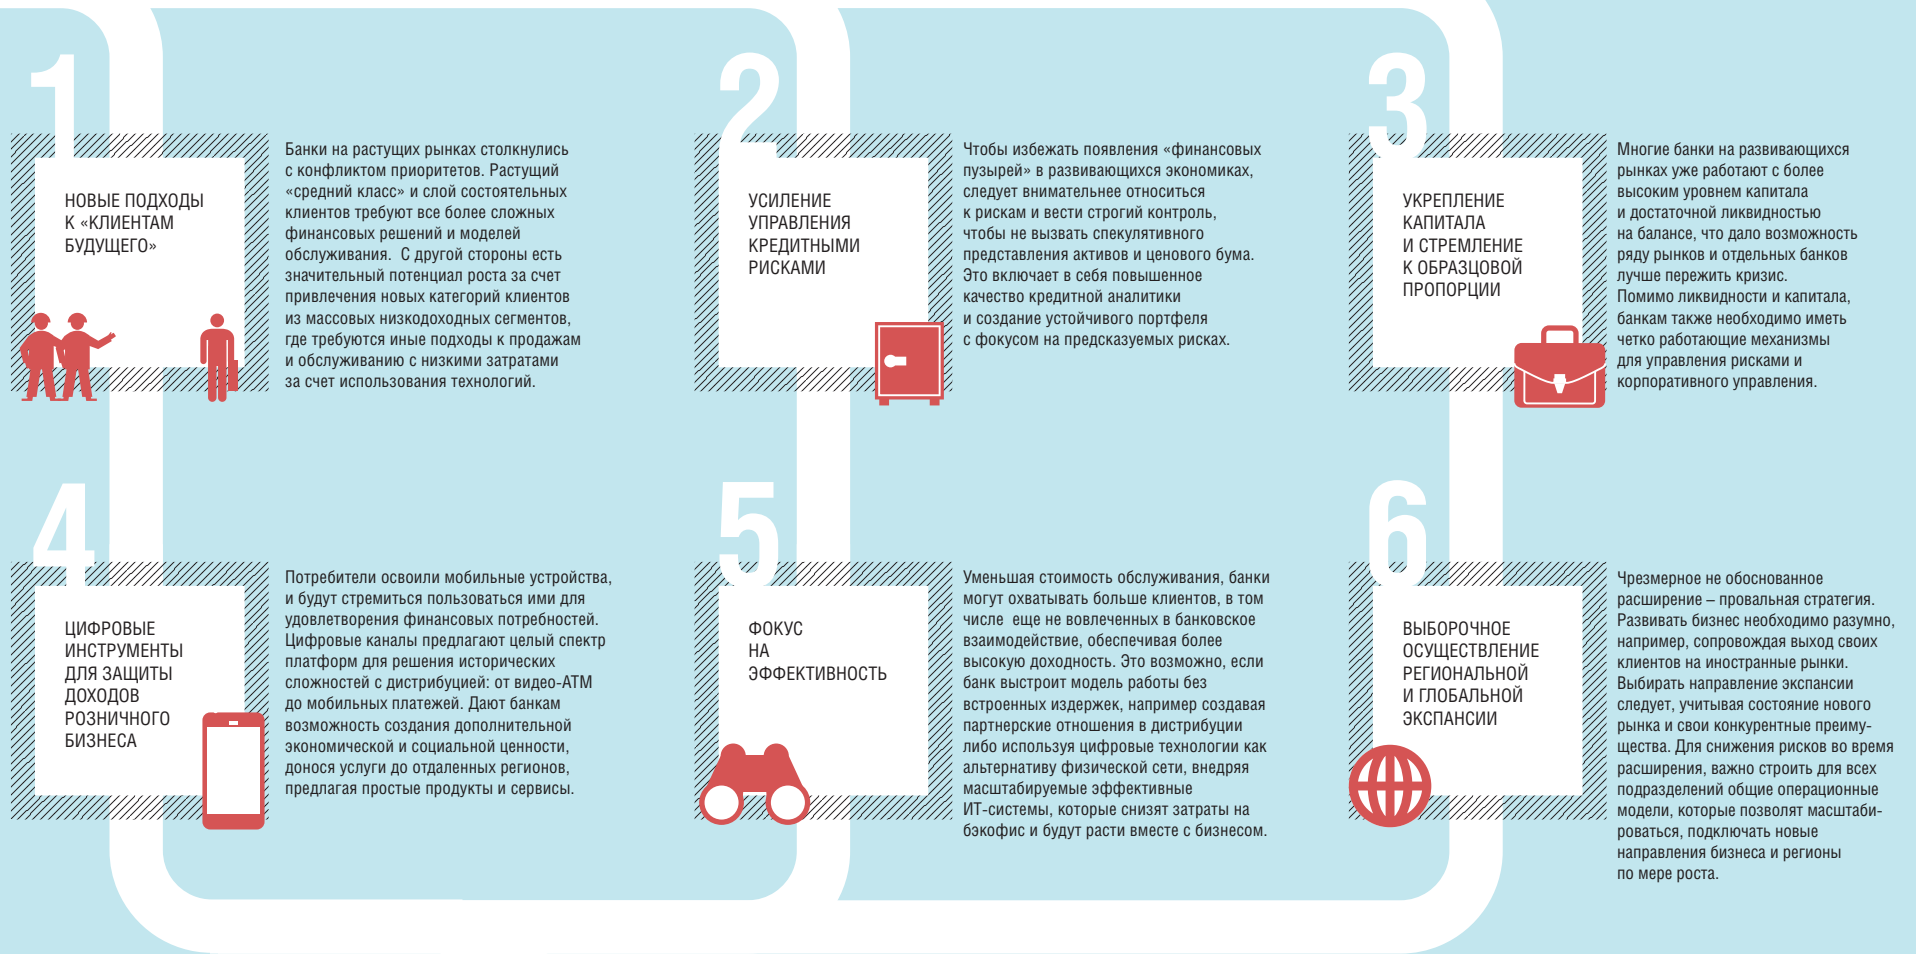 1
НОВЫЕ ПОДХОДЫ
К «КЛИЕНТАМ
БУДУЩЕГО»
Банки на растущих рынках столкнулись
с конфликтом приоритетов. Растущий
«средний класс» и слой состоятельных
клиентов требуют все более сложных
финансовых решений и моделей
обслуживания. С другой стороны есть
значительный потенциал роста за счет
привлечения новых категорий клиентов
из массовых низкодоходных сегментов,
где требуются иные подходы к продажам
и обслуживанию с низкими затратами
за счет использования технологий.
2
УСИЛЕНИЕ
УПРАВЛЕНИЯ
КРЕДИТНЫМИ
РИСКАМИ
Чтобы избежать появления «финансовых
пузырей» в развивающихся экономиках,
следует внимательнее относиться
к рискам и вести строгий контроль,
чтобы не вызвать спекулятивного
представления активов и ценового бума.
Это включает в себя повышенное
качество кредитной аналитики
и создание устойчивого портфеля
с фокусом на предсказуемых рисках.
3
УКРЕПЛЕНИЕ
КАПИТАЛА
И СТРЕМЛЕНИЕ
К ОБРАЗЦОВОЙ
ПРОПОРЦИИ
Многие банки на развивающихся
рынках уже работают с более
высоким уровнем капитала
и достаточной ликвидностью
на балансе, что дало возможность
ряду рынков и отдельных банков
лучше пережить кризис.
Помимо ликвидности и капитала,
банкам также необходимо иметь
четко работающие механизмы
для управления рисками и
корпоративного управления.
4
ЦИФРОВЫЕ
ИНСТРУМЕНТЫ
ДЛЯ ЗАЩИТЫ
ДОХОДОВ
РОЗНИЧНОГО
БИЗНЕСА
Потребители освоили мобильные устройства,
и будут стремиться пользоваться ими для
удовлетворения финансовых потребностей.
Цифровые каналы предлагают целый спектр
платформ для решения исторических
сложностей с дистрибуцией: от видео-АТМ
до мобильных платежей. Дают банкам
возможность создания дополнительной
экономической и социальной ценности,
донося услуги до отдаленных регионов,
предлагая простые продукты и сервисы.
5
ФОКУС
НА
ЭФФЕКТИВНОСТЬ
Уменьшая стоимость обслуживания, банки
могут охватывать больше клиентов, в том
числе еще не вовлеченных в банковское
взаимодействие, обеспечивая более
высокую доходность. Это возможно, если
банк выстроит модель работы без
встроенных издержек, например создавая
партнерские отношения в дистрибуции
либо используя цифровые технологии как
альтернативу физической сети, внедряя
масштабируемые эффективные
ИТ-системы, которые снизят затраты на
бэкофис и будут расти вместе с бизнесом.
6
ВЫБОРОЧНОЕ
ОСУЩЕСТВЛЕНИЕ
РЕГИОНАЛЬНОЙ
И ГЛОБАЛЬНОЙ
ЭКСПАНСИИ
Чрезмерное не обоснованное
расширение – провальная стратегия.
Развивать бизнес необходимо разумно,
например, сопровождая выход своих
клиентов на иностранные рынки.
Выбирать направление экспансии
следует, учитывая состояние нового
рынка и свои конкурентные преиму-
щества. Для снижения рисков во время
расширения, важно строить для всех
подразделений общие операционные
модели, которые позволят масштаби-
роваться, подключать новые
направления бизнеса и регионы
по мере роста.